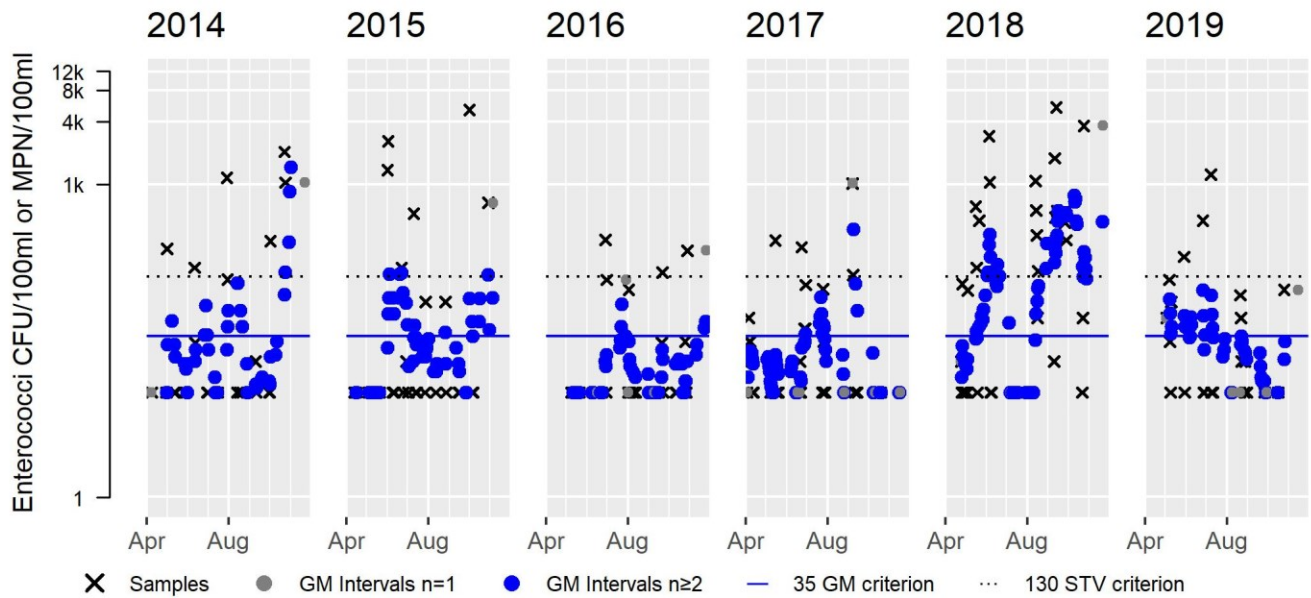 2014 2015 2016 2017 2018 2019
Enterococci CFU/100ml or MPN/100ml
12k
8k
4k
1k
1
Apr Aug Apr Aug Apr Aug Apr Aug Apr Aug Apr Aug
Samples GM Intervals n=1 GM Intervals n≥2 35 GM criterion 130 STV criterion